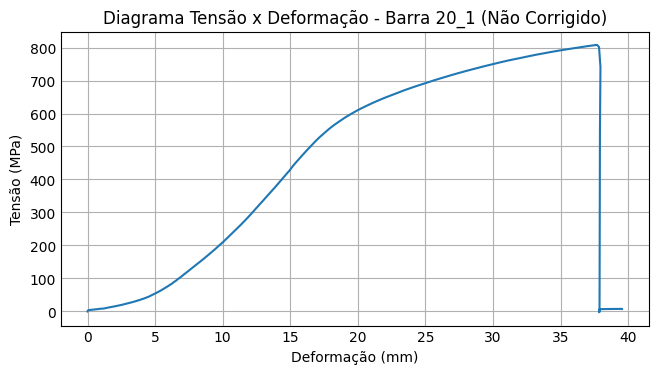 Diagrama Tensão x Deformação - Barra 20_1 (Não Corrigido)
Tensão (MPa)
800
700
600
500
400
300
200
100
0
0 5 10 15 20 25 30 35 40
Deformação (mm)